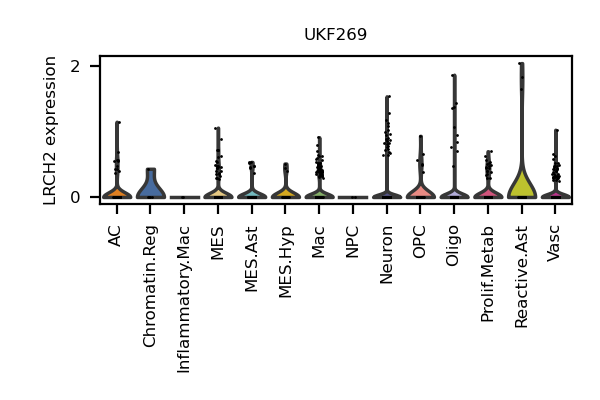 UKF269
LRCH2 expression
2
0
AC
Chromatin.Reg
Inflammatory.Mac
MES
MES.Ast
MES.Hyp
Mac
NPC
Neuron
OPC
Oligo
Prolif.Metab
Reactive.Ast
Vasc